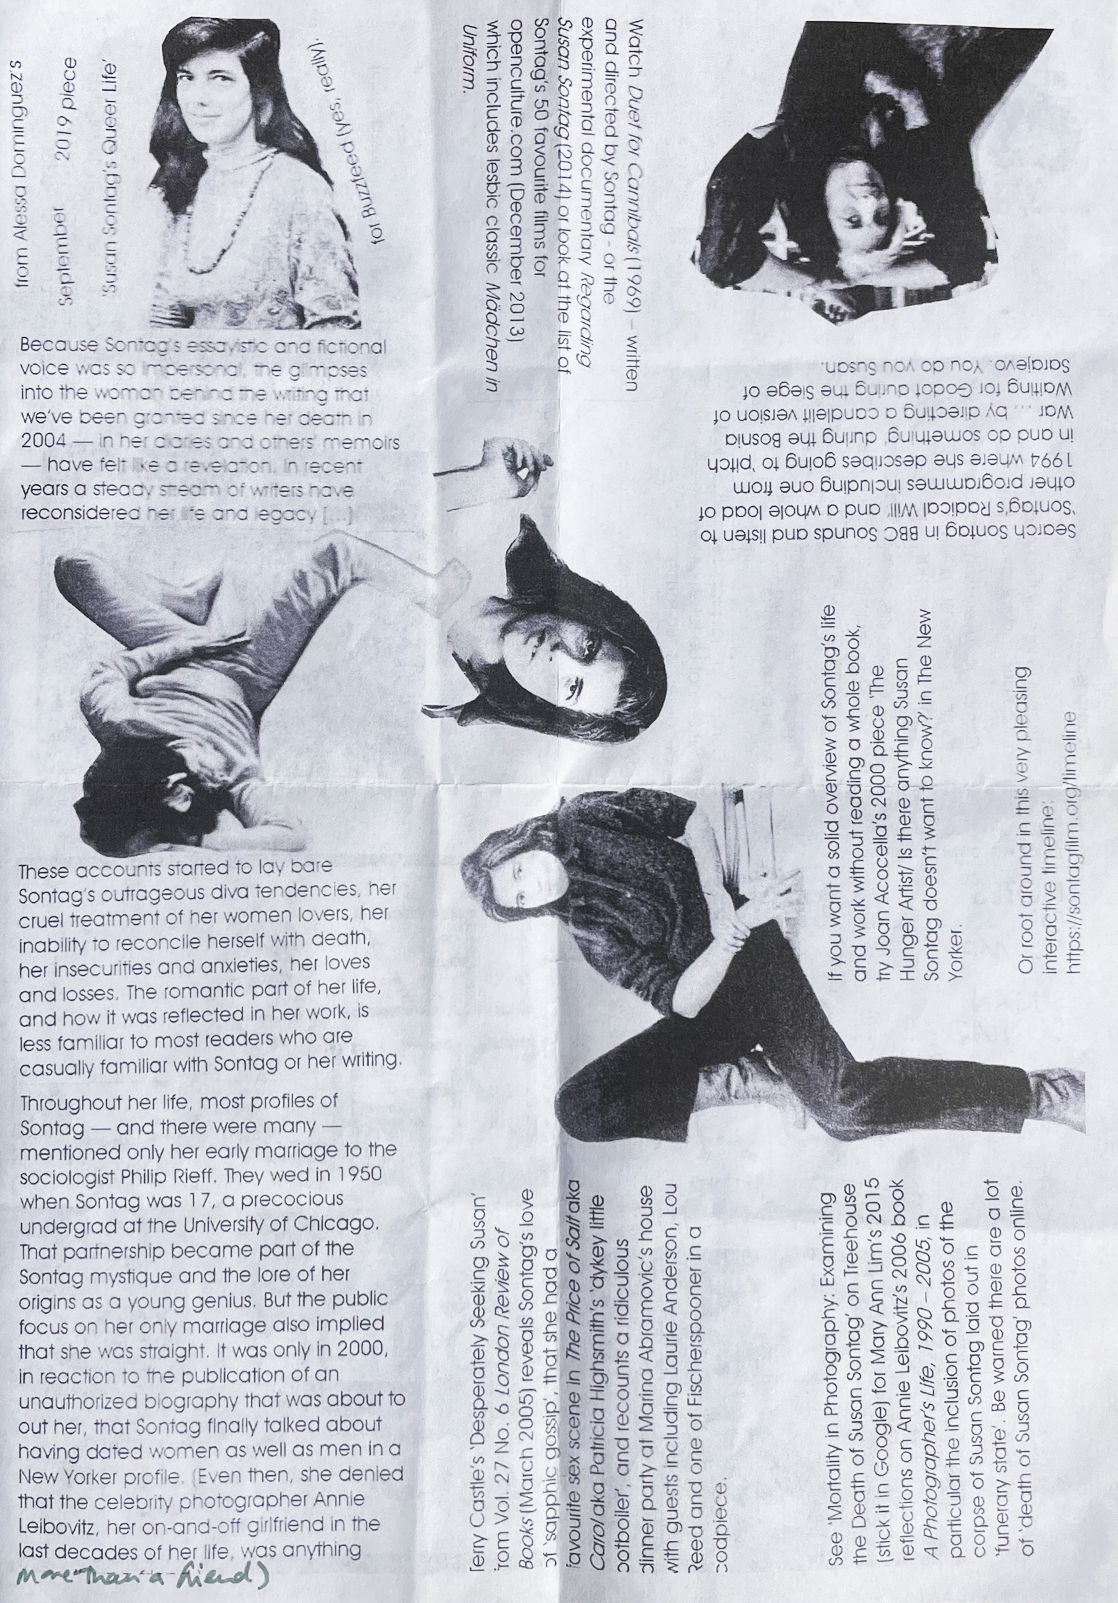 from Alessa Dominguez's
september 2019 piece
'Susan Sontag's Queer Life'
for Buzzfeed (yes, really).
Because Sontag's essayistic and fictional
voice was so impersonal, the glimpses
into the woman behind the writing that
we've been granted since her death in
2004 — in her diaries and others' memoirs
— have felt like a revelation. In recent
years a steady stream of writers have
reconsidered her life and legacy [...]
These accounts started to lay bare
Sontag's outrageous diva tendencies, her
cruel treatment of her women lovers, her
inability to reconcile herself with death,
her insecurities and anxieties, her loves
and losses. The romantic part of her life,
and how it was reflected in her work, is
less familiar to most readers who are
casually familiar with Sontag or her writing.
Throughout her life, most profiles of
Sontag — and there were many —
mentioned only her early marriage to the
sociologist Philip Rieff. They wed in 1950
when Sontag was 17, a precocious
undergrad at the University of Chicago.
That partnership became part of the
Sontag mystique and the lore of her
origins as a young genius. But the public
focus on her only marriage also implied
that she was straight. It was only in 2000,
in reaction to the publication of an
unauthorized biography that was about to
out her, that Sontag finally talked about
having dated women as well as men in a
New Yorker profile. (Even then, she denied
that the celebrity photographer Annie
Leibovitz, her on-and-off girlfriend in the
last decades of her life, was anything
more than a friend)
Watch Duet for Cannibals (1969) – written
and directed by Sontag - or the
experimental documentary Regarding
Susan Sontag (2014) or look at the list of
Sontag's 50 favourite films for
openculture.com (December 2013)
which includes lesbic classic Mädchen in
Uniform.
Search Sontag in BBC Sounds and listen to
'Sontag's Radical Will' and a whole load of
other programmes including one from
1994 where she describes going to 'pitch
in and do something' during the Bosnia
War ... by directing a candlelit version of
Waiting for Godot during the Siege of
Sarajevo. You do you Susan.
If you want a solid overview of Sontag's life
and work without reading a whole book,
try Joan Acocella's 2000 piece 'The
Hunger Artist/ Is there anything Susan
Sontag doesn't want to know?' in The New
Yorker.
Or root around in this very pleasing
interactive timeline:
https://sontagfilm.org/timeline
Terry Castle's 'Desperately Seeking Susan'
from Vol. 27 No. 6 London Review of
Books (March 2005) reveals Sontag's love
of 'sapphic gossip', that she had a
favourite sex scene in The Price of Salt aka
Carol aka Patricia Highsmith's 'dykey little
potboiler', and recounts a ridiculous
dinner party at Marina Abramovic's house
with guests including Laurie Anderson, Lou
Reed and one of Fischerspooner in a
codpiece.
See 'Mortality in Photography: Examining
the Death of Susan Sontag' on Treehouse
(stick it in Google) for Mary Ann Lim's 2015
reflections on Annie Leibovitz's 2006 book
A Photographer's Life, 1990 – 2005, in
particular the inclusion of photos of the
corpse of Susan Sontag laid out in
'funerary state'. Be warned there are a lot
of 'death of Susan Sontag' photos online.